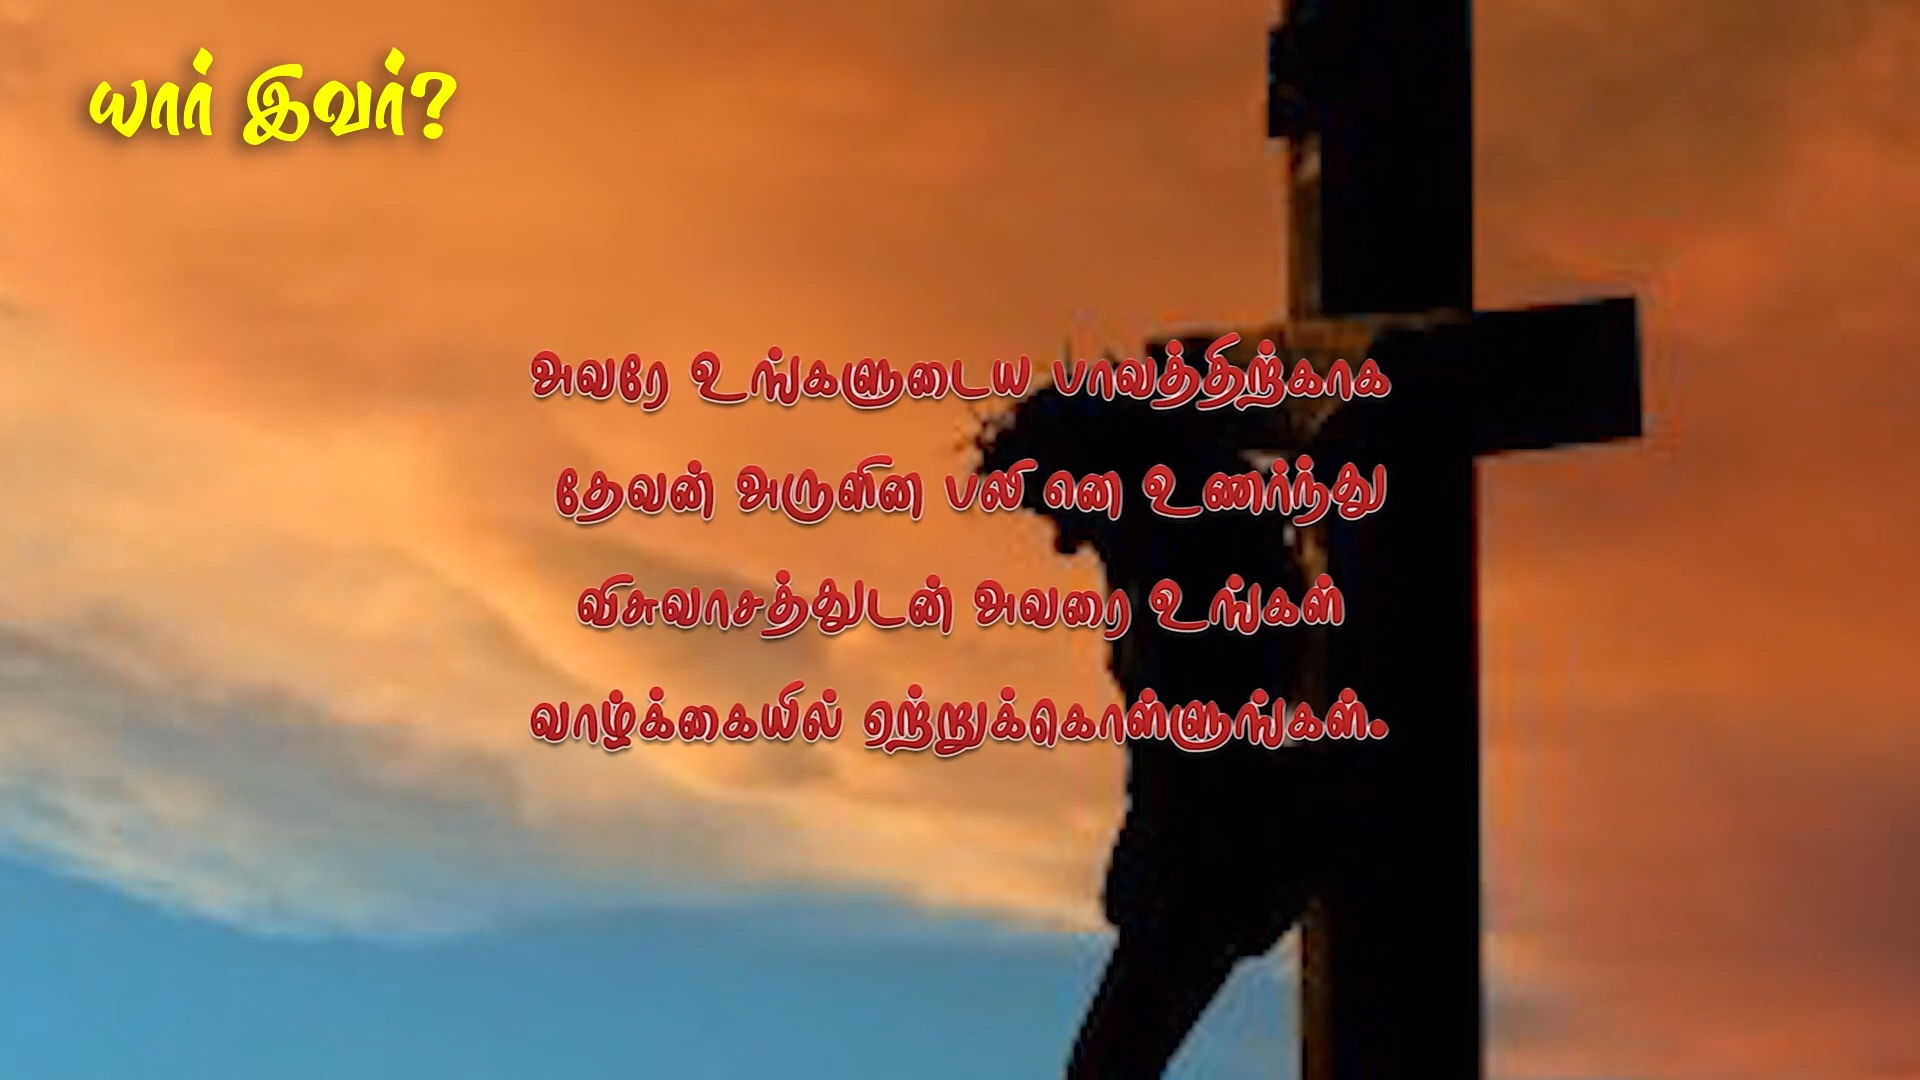 யார் இவர்?
அவரே உங்களுடைய பாவத்திற்காக
தேவன் அருளின பலி என உணர்ந்து
விசுவாசத்துடன் அவரை உங்கள்
வாழ்க்கையில் ஏற்றுக்கொள்ளுங்கள்.